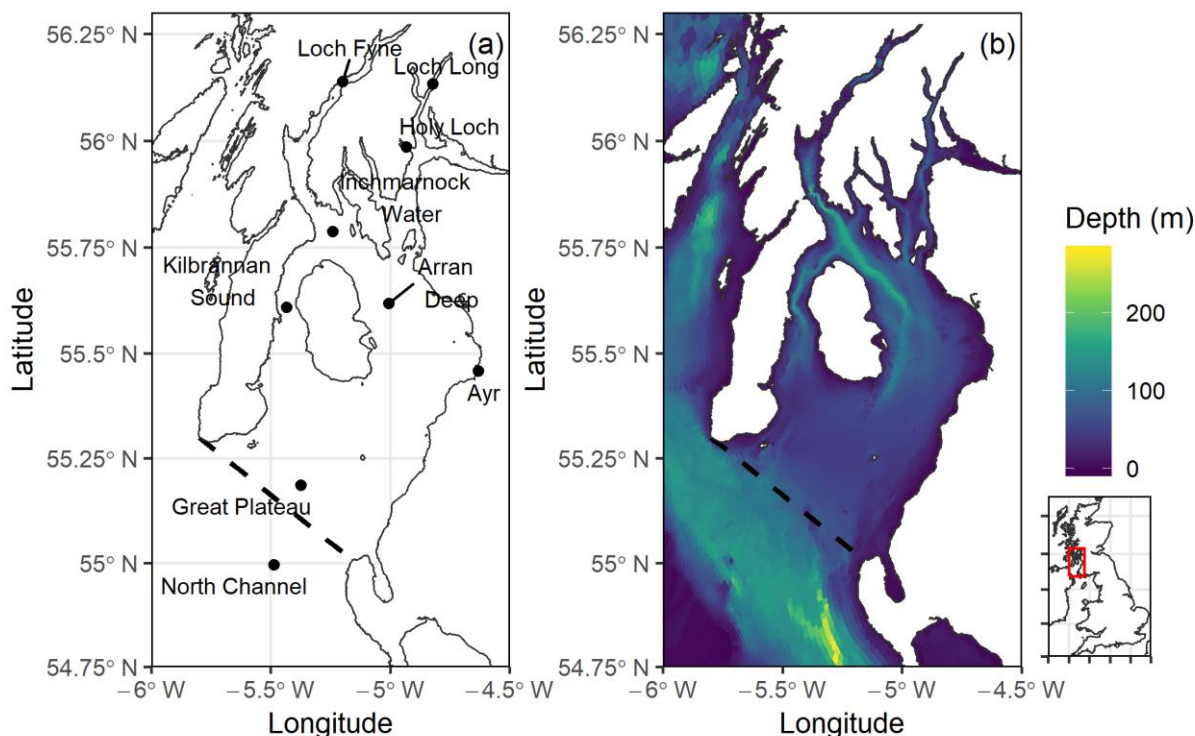 (a)
56.25° N
56° N
55.75° N
55.5° N
55.25° N
55° N
54.75° N
Latitude
Loch Fyne
Loch Long
Holy Loch
Inchmarnock
Water
Kilbrannan
Sound
Arran
Deep
Ayr
Great Plateau
North Channel
−6° W
−5.5° W
−5° W
−4.5° W
Longitude
(b)
56.25° N
56° N
55.75° N
55.5° N
55.25° N
55° N
54.75° N
Latitude
−6° W
−5.5° W
−5° W
−4.5° W
Longitude
Depth (m)
200
100
0